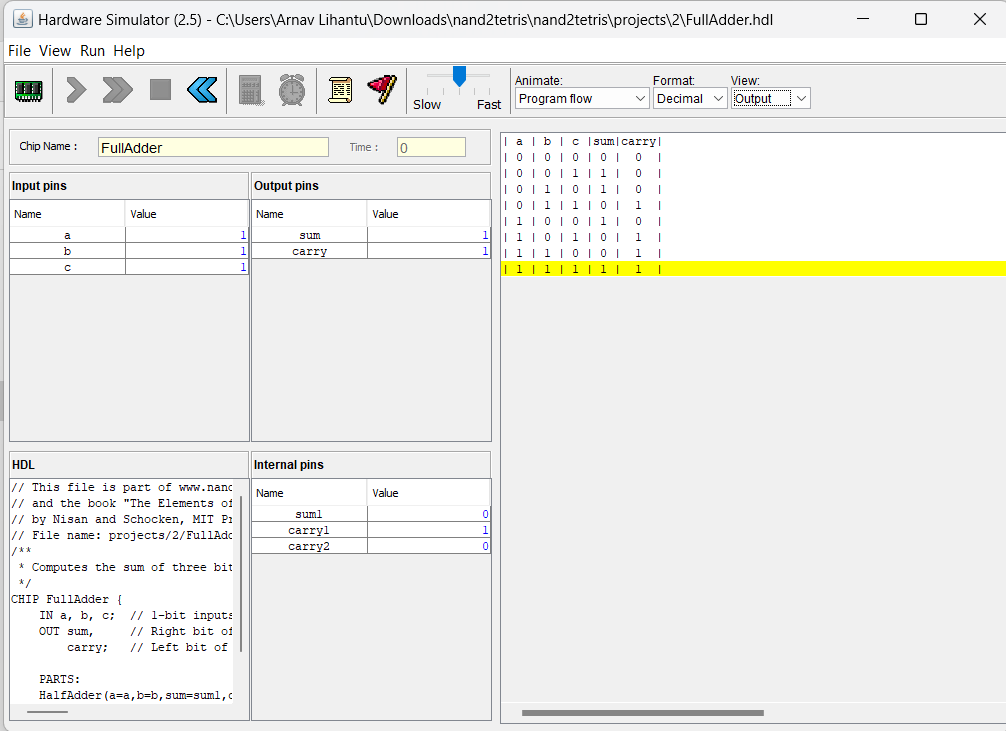 Hardware Simulator (2.5) - C:\Users\Arnav Lihantu\Downloads\nand2tetris\nand2tetris\projects\2\FullAdder.hdl
File View Run Help
Slow Fast
Animate: Format: View:
Program flow Decimal Output
Chip Name : FullAdder Time : 0
Input pins
Name Value
a 1
b 1
c 1
Output pins
Name Value
sum 1
carry 1
HDL
// This file is part of www.nand
// and the book "The Elements of
// by Nisan and Schocken, MIT Pr
// File name: projects/2/FullAdd
/**
 * Computes the sum of three bit
 */
CHIP FullAdder {
    IN a, b, c;  // 1-bit inputs
    OUT sum,     // Right bit of
        carry;   // Left bit of

    PARTS:
    HalfAdder(a=a,b=b,sum=sum1,c
Internal pins
Name Value
sum1 0
carry1 1
carry2 0
| a | b | c |sum|carry|
| 0 | 0 | 0 | 0 | 0 |
| 0 | 0 | 1 | 1 | 0 |
| 0 | 1 | 0 | 1 | 0 |
| 0 | 1 | 1 | 0 | 1 |
| 1 | 0 | 0 | 1 | 0 |
| 1 | 0 | 1 | 0 | 1 |
| 1 | 1 | 0 | 0 | 1 |
| 1 | 1 | 1 | 1 | 1 |